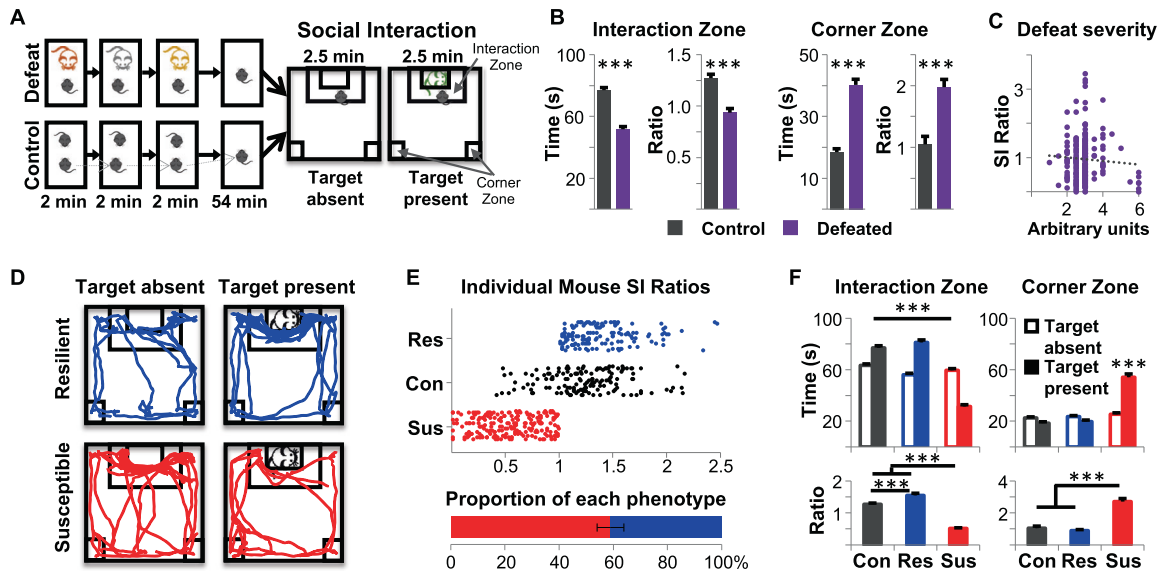 A
Social Interaction
2.5 min
2.5 min
Interaction
Zone
Defeat
Control
Target
absent
Target
present
Corner
Zone
2 min
2 min
2 min
54 min
B
Interaction Zone
Corner Zone
Time (s)
100
60
20
***
Ratio
1.5
1.0
0.5
***
Time (s)
50
30
10
***
Ratio
2
1
***
Control
Defeated
C
Defeat severity
SI Ratio
3
1
2
4
6
Arbitrary units
D
Target absent
Target present
Resilient
Susceptible
E
Individual Mouse SI Ratios
Res
Con
Sus
0.5
1
1.5
2
2.5
Proportion of each phenotype
0
20
40
60
80
100%
F
Interaction Zone
Corner Zone
Time (s)
100
60
20
***
100
60
20
Target
absent
Target
present
***
Ratio
2
1
***
***
4
2
***
Con Res Sus
Con Res Sus